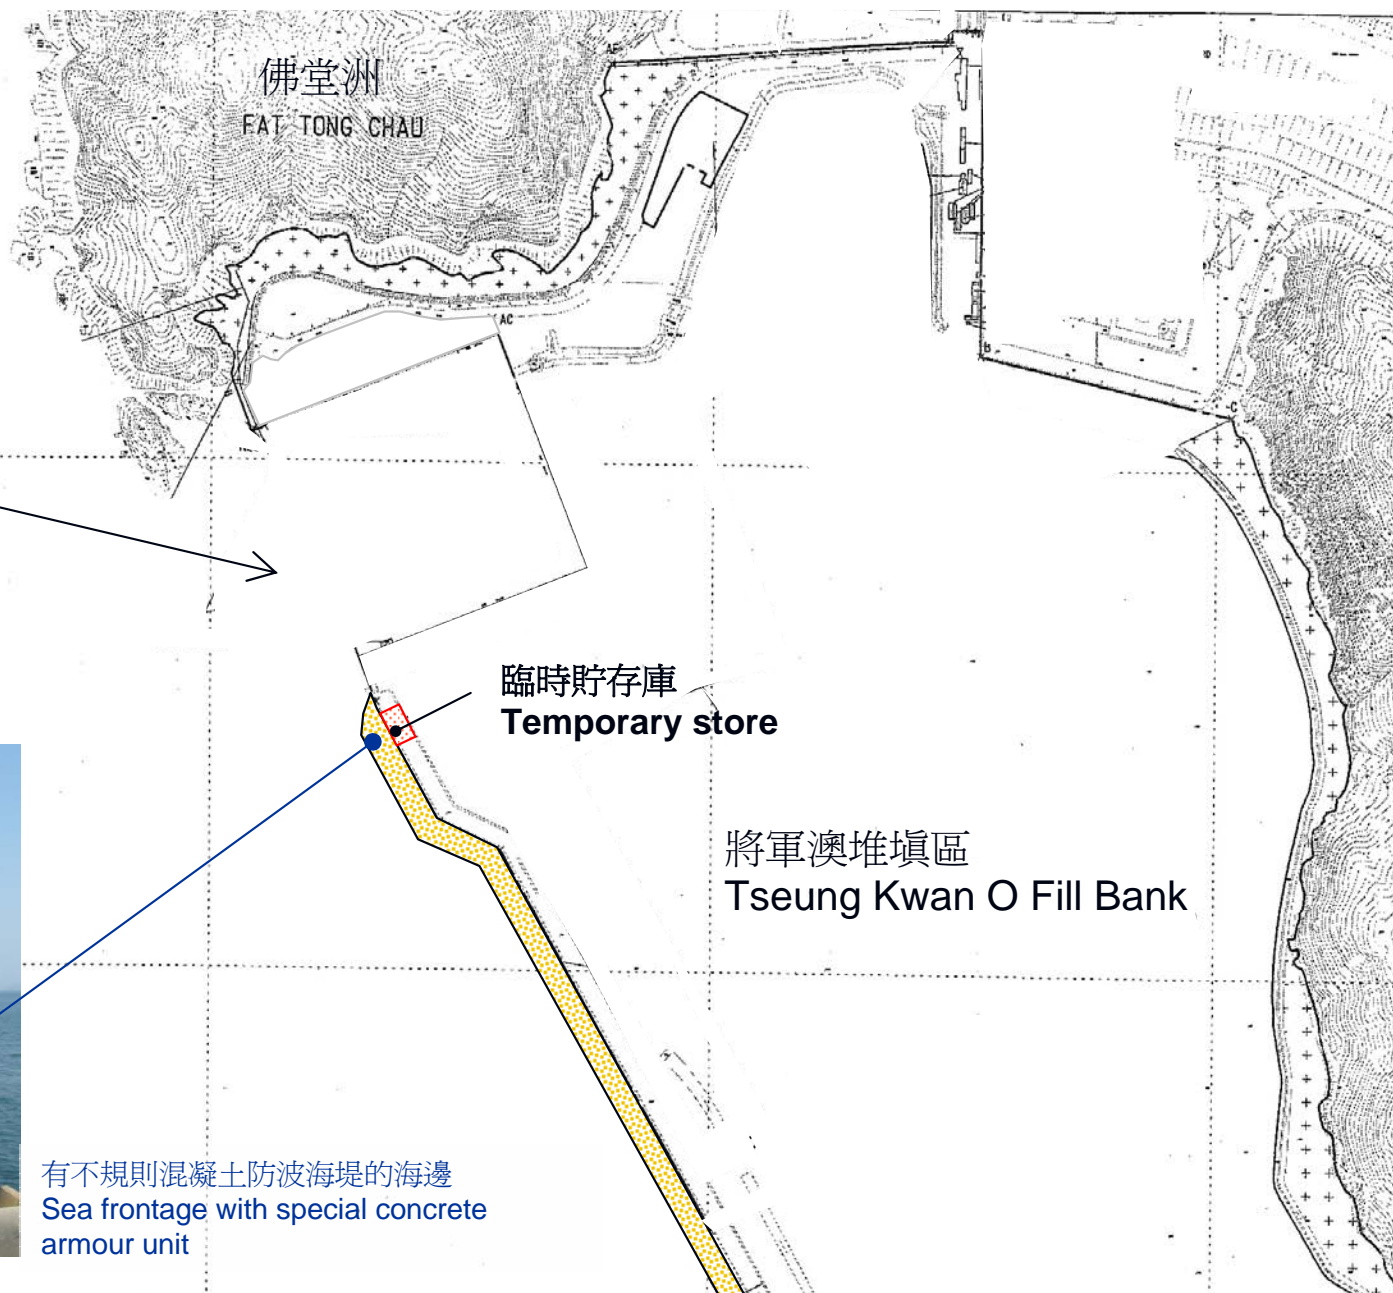 佛堂洲
FAT TONG CHAU
AC
C
臨時貯存庫
Temporary store
將軍澳堆填區
Tseung Kwan O Fill Bank
有不規則混凝土防波海堤的海邊
Sea frontage with special concrete
armour unit